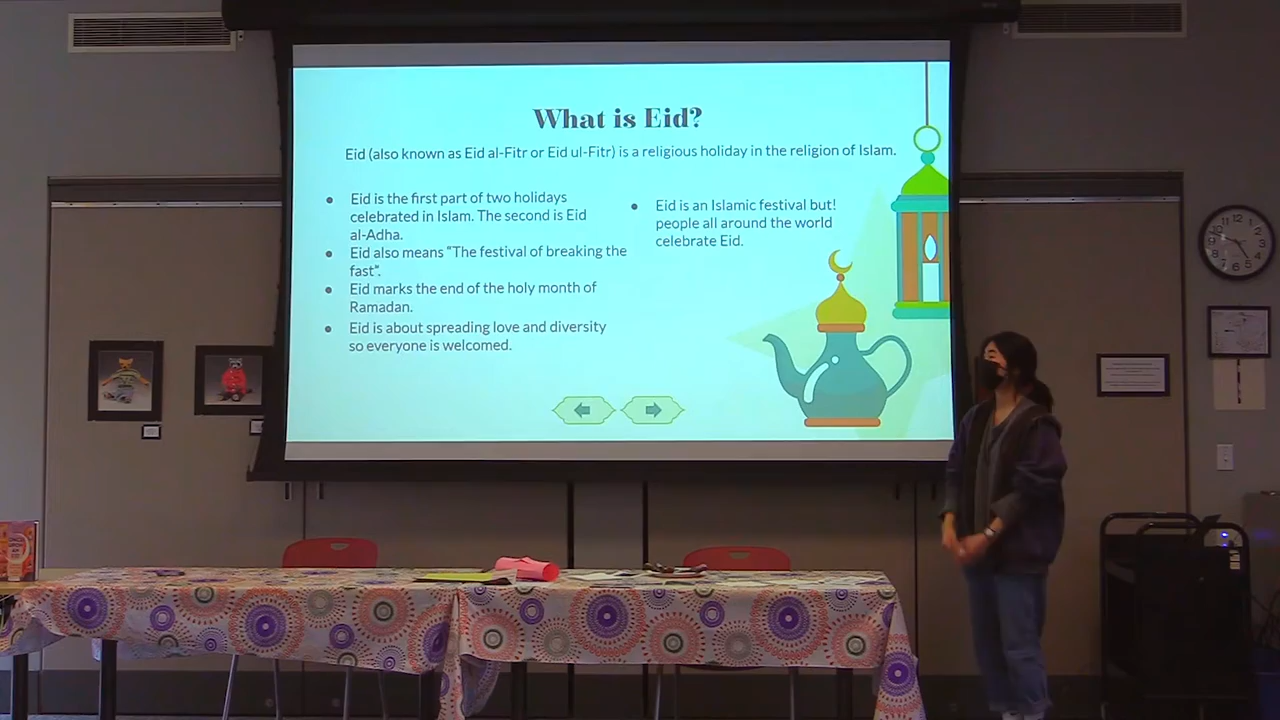 What is Eid?
Eid (also known as Eid al-Fitr or Eid ul-Fitr) is a religious holiday in the religion of Islam.
Eid is the first part of two holidays
celebrated in Islam. The second is Eid
al-Adha.
Eid also means "The festival of breaking the
fast".
Eid marks the end of the holy month of
Ramadan.
Eid is about spreading love and diversity
so everyone is welcomed.
Eid is an Islamic festival but!
people all around the world
celebrate Eid.